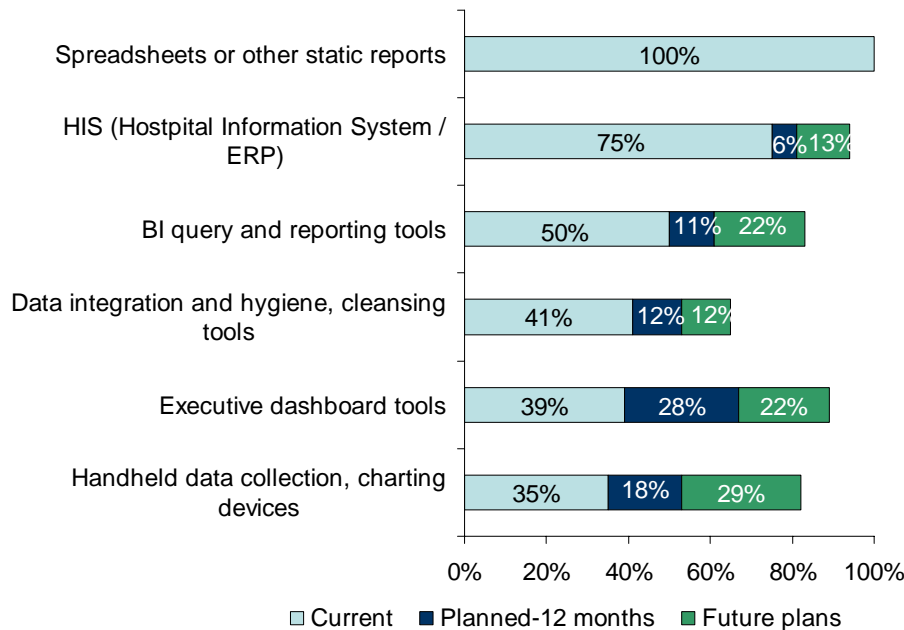 Spreadsheets or other static reports
100%
HIS (Hostpital Information System /
ERP)
75% 6% 13%
BI query and reporting tools
50% 11% 22%
Data integration and hygiene, cleansing
tools
41% 12% 12%
Executive dashboard tools
39% 28% 22%
Handheld data collection, charting
devices
35% 18% 29%
0% 20% 40% 60% 80% 100%
Current Planned-12 months Future plans